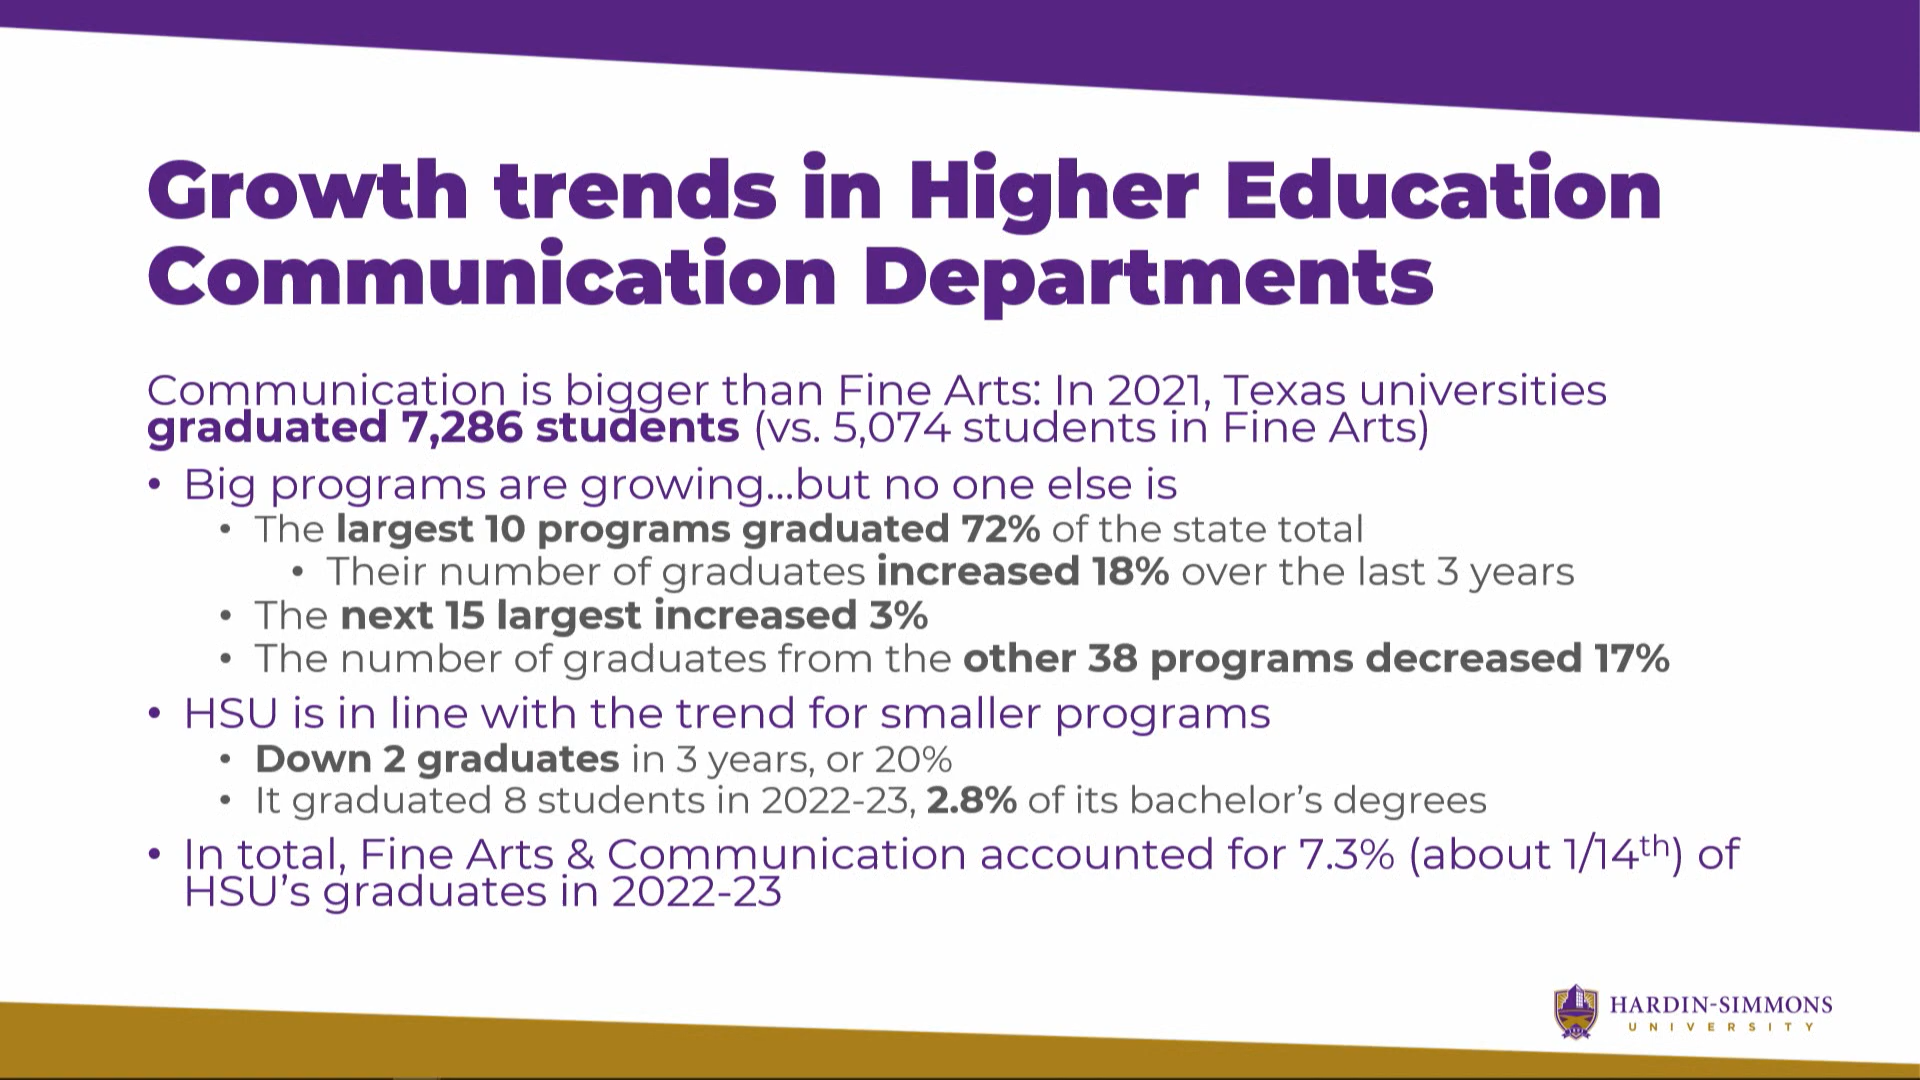 Growth trends in Higher Education
Communication Departments
Communication is bigger than Fine Arts: In 2021, Texas universities
graduated 7,286 students (vs. 5,074 students in Fine Arts)
• Big programs are growing...but no one else is
• The largest 10 programs graduated 72% of the state total
• Their number of graduates increased 18% over the last 3 years
• The next 15 largest increased 3%
• The number of graduates from the other 38 programs decreased 17%
• HSU is in line with the trend for smaller programs
• Down 2 graduates in 3 years, or 20%
• It graduated 8 students in 2022-23, 2.8% of its bachelor’s degrees
• In total, Fine Arts & Communication accounted for 7.3% (about 1/14th) of
HSU’s graduates in 2022-23
HARDIN-SIMMONS
UNIVERSITY